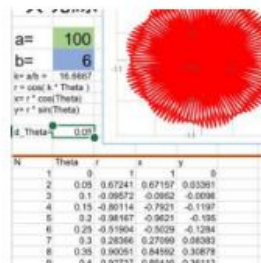 a= 100
b= 6
k= a/b = 16.6667
r = cos( k * Theta )
x= r * cos(Theta)
y= r * sin(Theta)
d_Theta= 0.05
-11
11
N Theta r x y
1 0 1 1 0
2 0.05 0.67241 0.67157 0.03361
3 0.1 -0.09572 -0.0952 -0.0096
4 0.15 -0.80114 -0.7921 -0.1197
5 0.2 -0.98167 -0.9621 -0.195
6 0.25 -0.51904 -0.5029 -0.1284
7 0.3 0.28366 0.27099 0.08383
8 0.35 0.90051 0.84592 0.30878